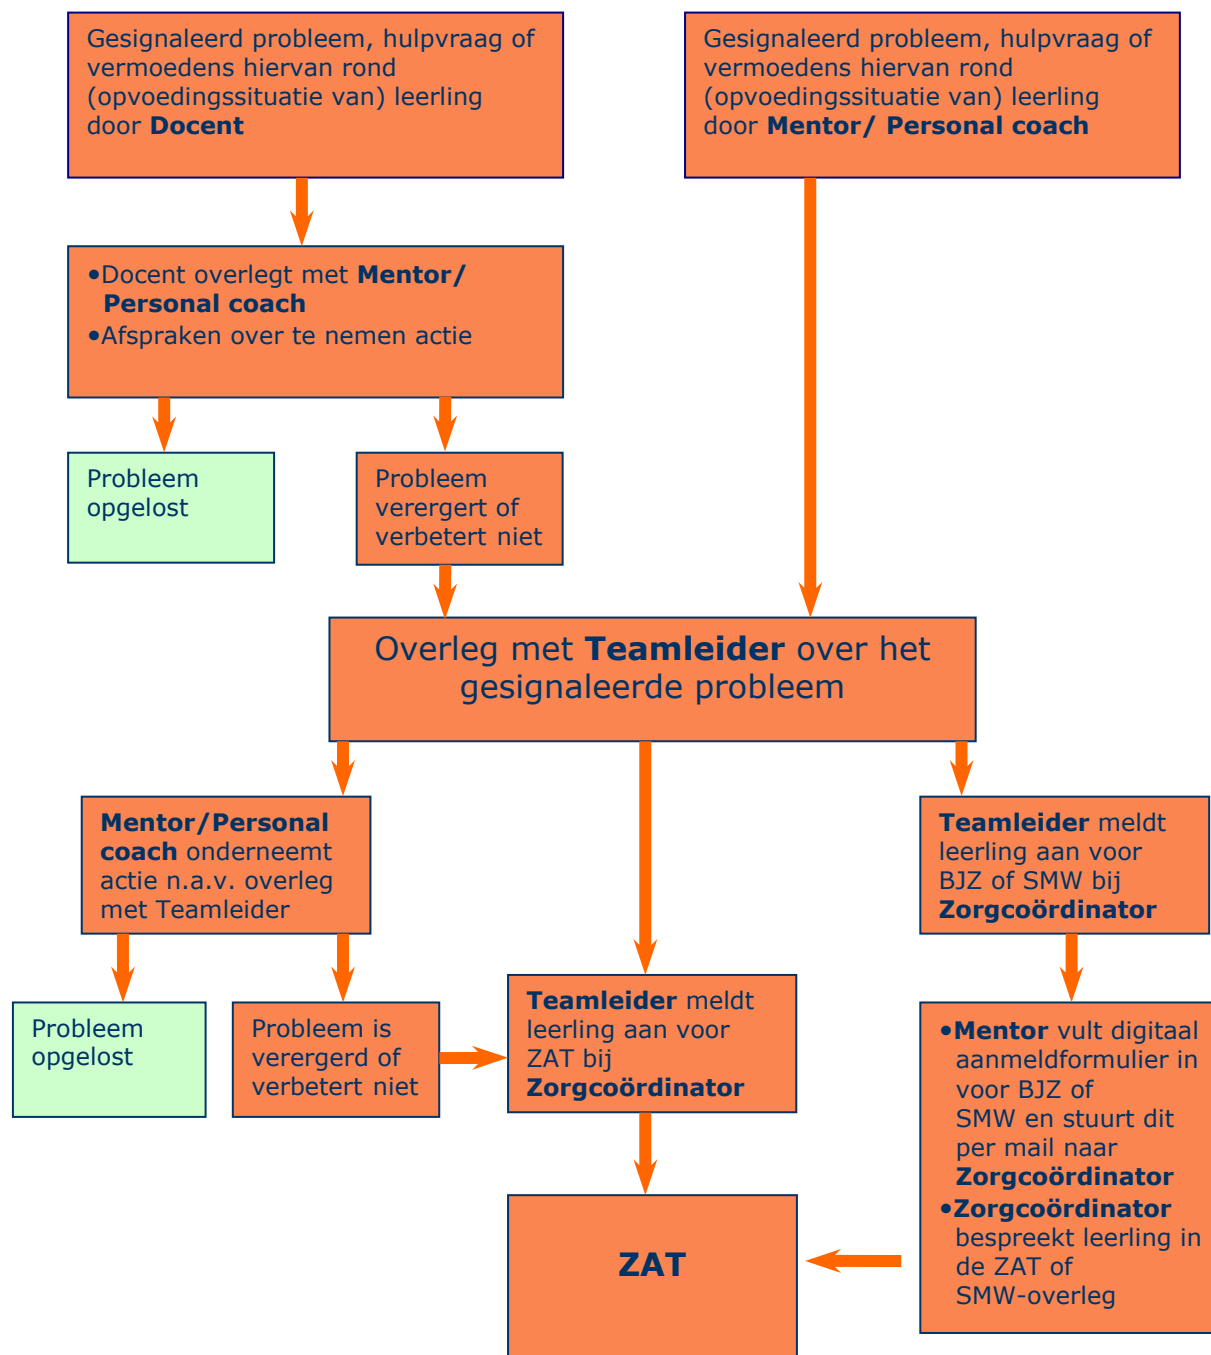 Gesignaleerd probleem, hulpvraag of
vermoedens hiervan rond
(opvoedingssituatie van) leerling
door Docent
Gesignaleerd probleem, hulpvraag of
vermoedens hiervan rond
(opvoedingssituatie van) leerling
door Mentor/ Personal coach
•Docent overlegt met Mentor/
Personal coach
•Afspraken over te nemen actie
Probleem
opgelost
Probleem
verergert of
verbetert niet
Overleg met Teamleider over het
gesignaleerde probleem
Mentor/Personal
coach onderneemt
actie n.a.v. overleg
met Teamleider
Teamleider meldt
leerling aan voor
BJZ of SMW bij
Zorgcoördinator
Probleem
opgelost
Probleem is
verergerd of
verbetert niet
Teamleider meldt
leerling aan voor
ZAT bij
Zorgcoördinator
•Mentor vult digitaal
aanmeldformulier in
voor BJZ of
SMW en stuurt dit
per mail naar
Zorgcoördinator
•Zorgcoördinator
bespreekt leerling in
de ZAT of
SMW-overleg
ZAT